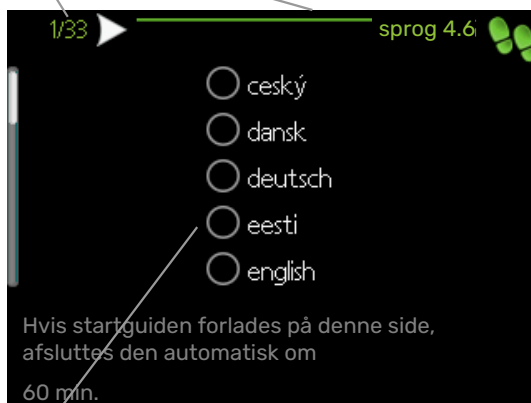 1/33 sprog 4.6
ceský
dansk
deutsch
eesti
english
Hvis startguiden forlades på denne side,
afsluttes den automatisk om
60 min.